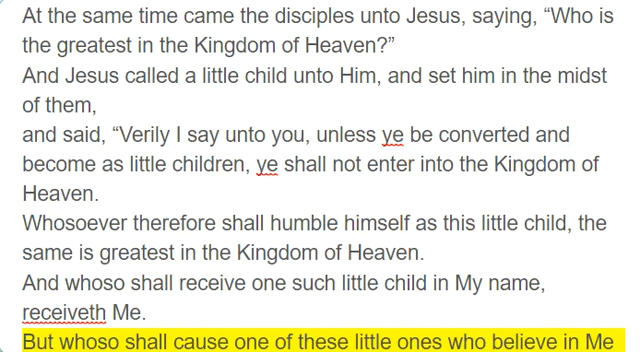 At the same time came the disciples unto Jesus, saying, “Who is
the greatest in the Kingdom of Heaven?”
And Jesus called a little child unto Him, and set him in the midst
of them,
and said, “Verily I say unto you, unless ye be converted and
become as little children, ye shall not enter into the Kingdom of
Heaven.
Whosoever therefore shall humble himself as this little child, the
same is greatest in the Kingdom of Heaven.
And whoso shall receive one such little child in My name,
receiveth Me.
But whoso shall cause one of these little ones who believe in Me